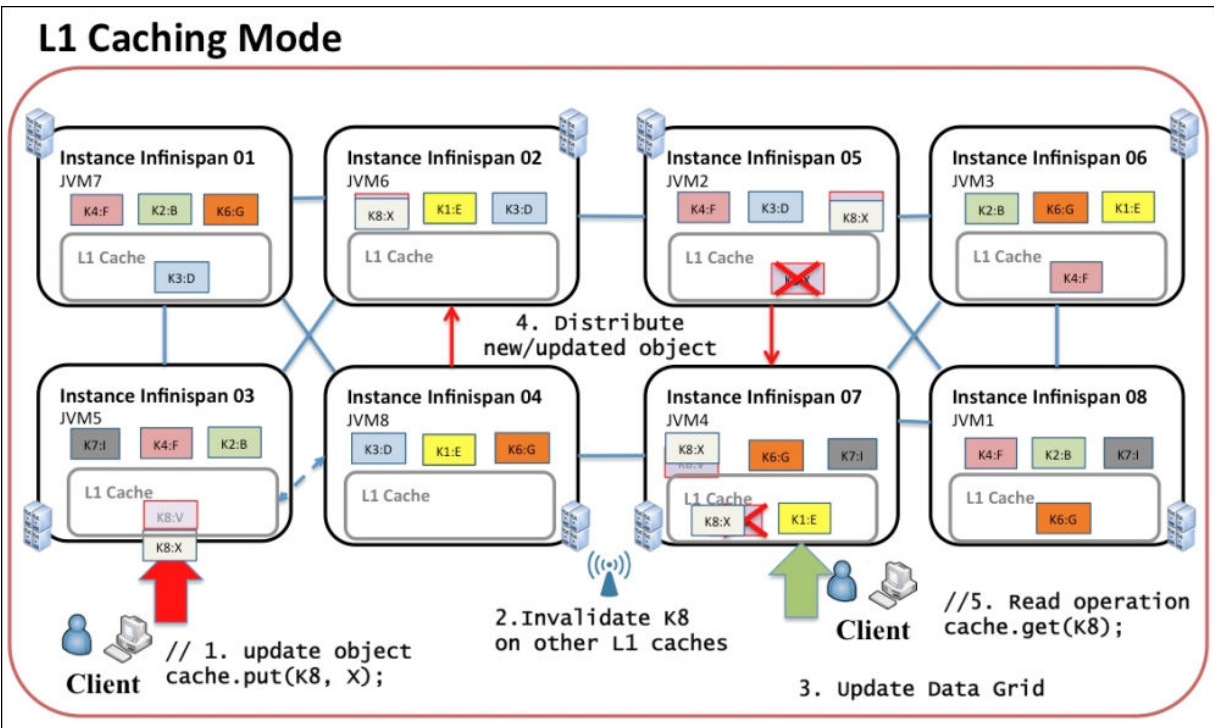 L1 Caching Mode
Instance Infinispan 01
JVM7
K4:F
K2:B
K6:G
L1 Cache
K3:D
Instance Infinispan 02
JVM6
K8:X
K1:E
K3:D
L1 Cache
Instance Infinispan 05
JVM2
K4:F
K3:D
K8:X
L1 Cache
Instance Infinispan 06
JVM3
K2:B
K6:G
K1:E
L1 Cache
K4:F
4. Distribute
new/updated object
Instance Infinispan 03
JVM5
K7:I
K4:F
K2:B
L1 Cache
K8:V
K8:X
Instance Infinispan 04
JVM8
K3:D
K1:E
K6:G
L1 Cache
Instance Infinispan 07
JVM4
K8:X
K8:V
K6:G
K7:I
L1 Cache
K8:X
K1:E
Instance Infinispan 08
JVM1
K4:F
K2:B
K7:I
L1 Cache
K6:G
Client
// 1. update object
cache.put(K8, X);
2.Invalidate K8
on other L1 caches
Client
//5. Read operation
cache.get(K8);
3. Update Data Grid